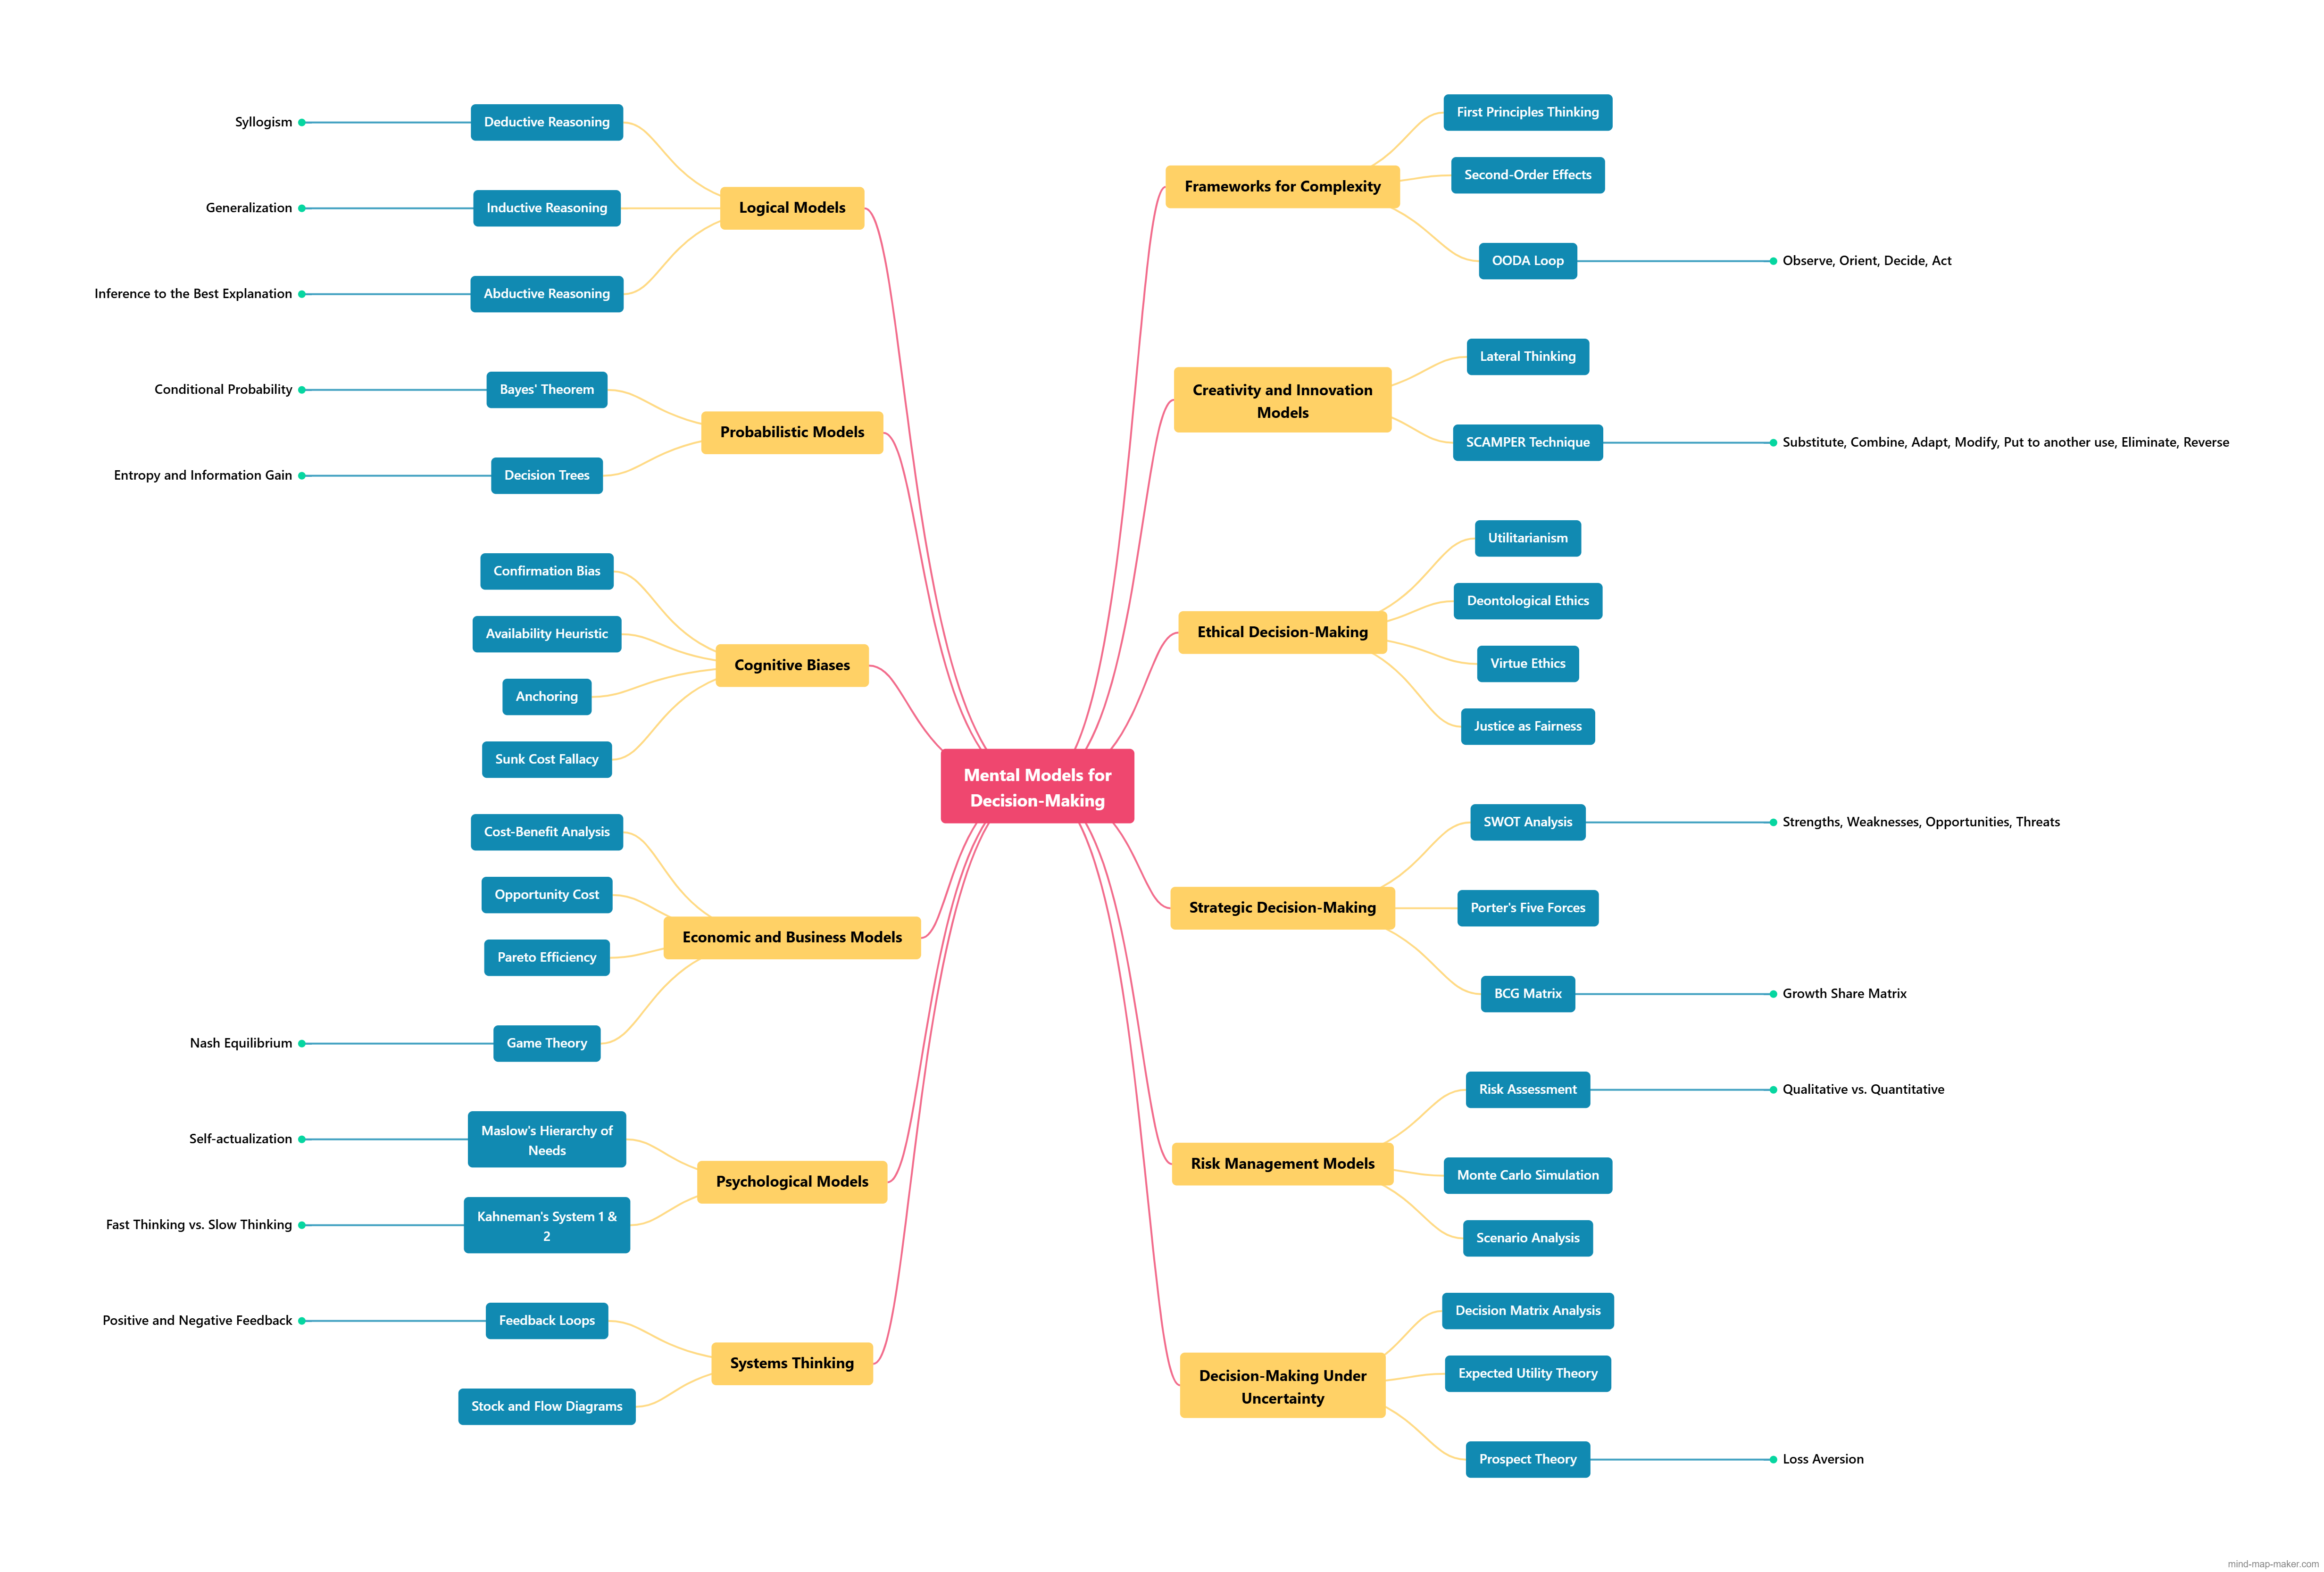 Mental Models for
Decision-Making
Logical Models
Deductive Reasoning
Syllogism
Inductive Reasoning
Generalization
Abductive Reasoning
Inference to the Best Explanation
Probabilistic Models
Bayes' Theorem
Conditional Probability
Decision Trees
Entropy and Information Gain
Cognitive Biases
Confirmation Bias
Availability Heuristic
Anchoring
Sunk Cost Fallacy
Economic and Business Models
Cost-Benefit Analysis
Opportunity Cost
Pareto Efficiency
Game Theory
Nash Equilibrium
Psychological Models
Maslow's Hierarchy of
Needs
Self-actualization
Kahneman's System 1 &
2
Fast Thinking vs. Slow Thinking
Systems Thinking
Feedback Loops
Positive and Negative Feedback
Stock and Flow Diagrams
Frameworks for Complexity
First Principles Thinking
Second-Order Effects
OODA Loop
Observe, Orient, Decide, Act
Creativity and Innovation
Models
Lateral Thinking
SCAMPER Technique
Substitute, Combine, Adapt, Modify, Put to another use, Eliminate, Reverse
Ethical Decision-Making
Utilitarianism
Deontological Ethics
Virtue Ethics
Justice as Fairness
Strategic Decision-Making
SWOT Analysis
Strengths, Weaknesses, Opportunities, Threats
Porter's Five Forces
BCG Matrix
Growth Share Matrix
Risk Management Models
Risk Assessment
Qualitative vs. Quantitative
Monte Carlo Simulation
Scenario Analysis
Decision-Making Under
Uncertainty
Decision Matrix Analysis
Expected Utility Theory
Prospect Theory
Loss Aversion
mind-map-maker.com